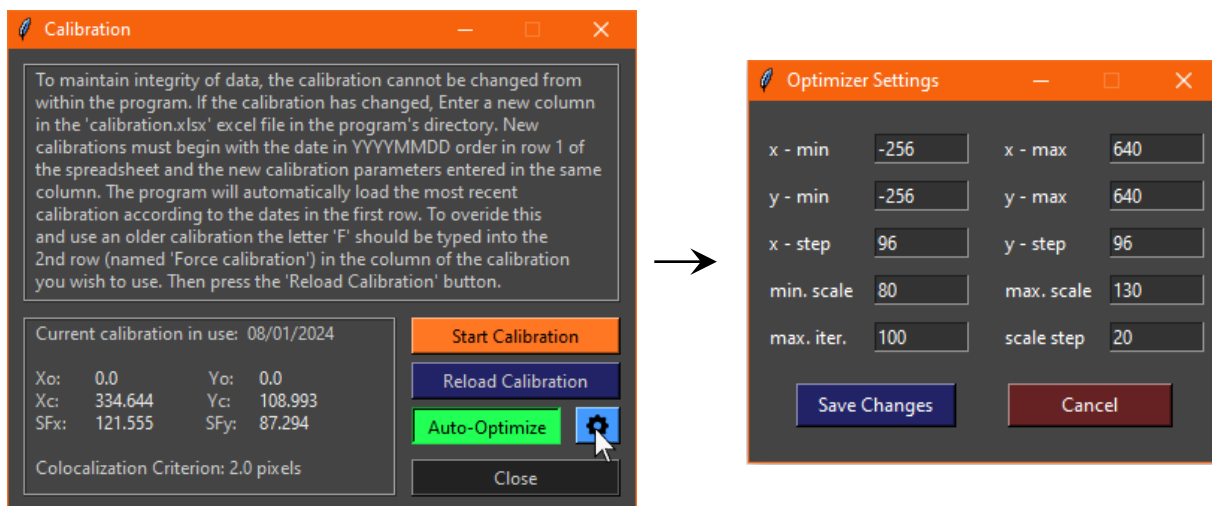 Calibration
To maintain integrity of data, the calibration cannot be changed from
within the program. If the calibration has changed, Enter a new column
in the 'calibration.xlsx' excel file in the program's directory. New
calibrations must begin with the date in YYYYMMDD order in row 1 of
the spreadsheet and the new calibration parameters entered in the same
column. The program will automatically load the most recent
calibration according to the dates in the first row. To overide this
and use an older calibration the letter 'F' should be typed into the
2nd row (named 'Force calibration') in the column of the calibration
you wish to use. Then press the 'Reload Calibration' button.
Current calibration in use: 08/01/2024
Xo: 0.0 Yo: 0.0
Xc: 334.644 Yc: 108.993
SFx: 121.555 SFy: 87.294
Colocalization Criterion: 2.0 pixels
Start Calibration
Reload Calibration
Auto-Optimize
Close
Optimizer Settings
x - min -256 x - max 640
y - min -256 y - max 640
x - step 96 y - step 96
min. scale 80 max. scale 130
max. iter. 100 scale step 20
Save Changes Cancel